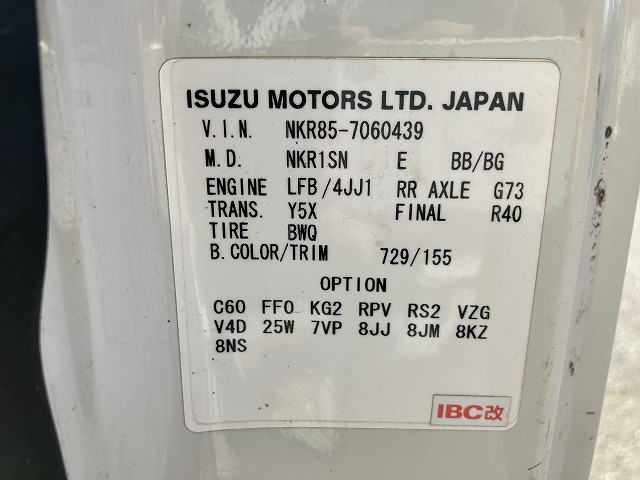 ISUZU MOTORS LTD. JAPAN
V.I.N. NKR85-7060439
M.D. NKR1SN E BB/BG
ENGINE LFB/4JJ1 RR AXLE G73
TRANS. Y5X FINAL R40
TIRE BWQ
B.COLOR/TRIM 729/155
OPTION
C60 FF0 KG2 RPV RS2 VZG
V4D 25W 7VP 8JJ 8JM 8KZ
8NS
IBC改